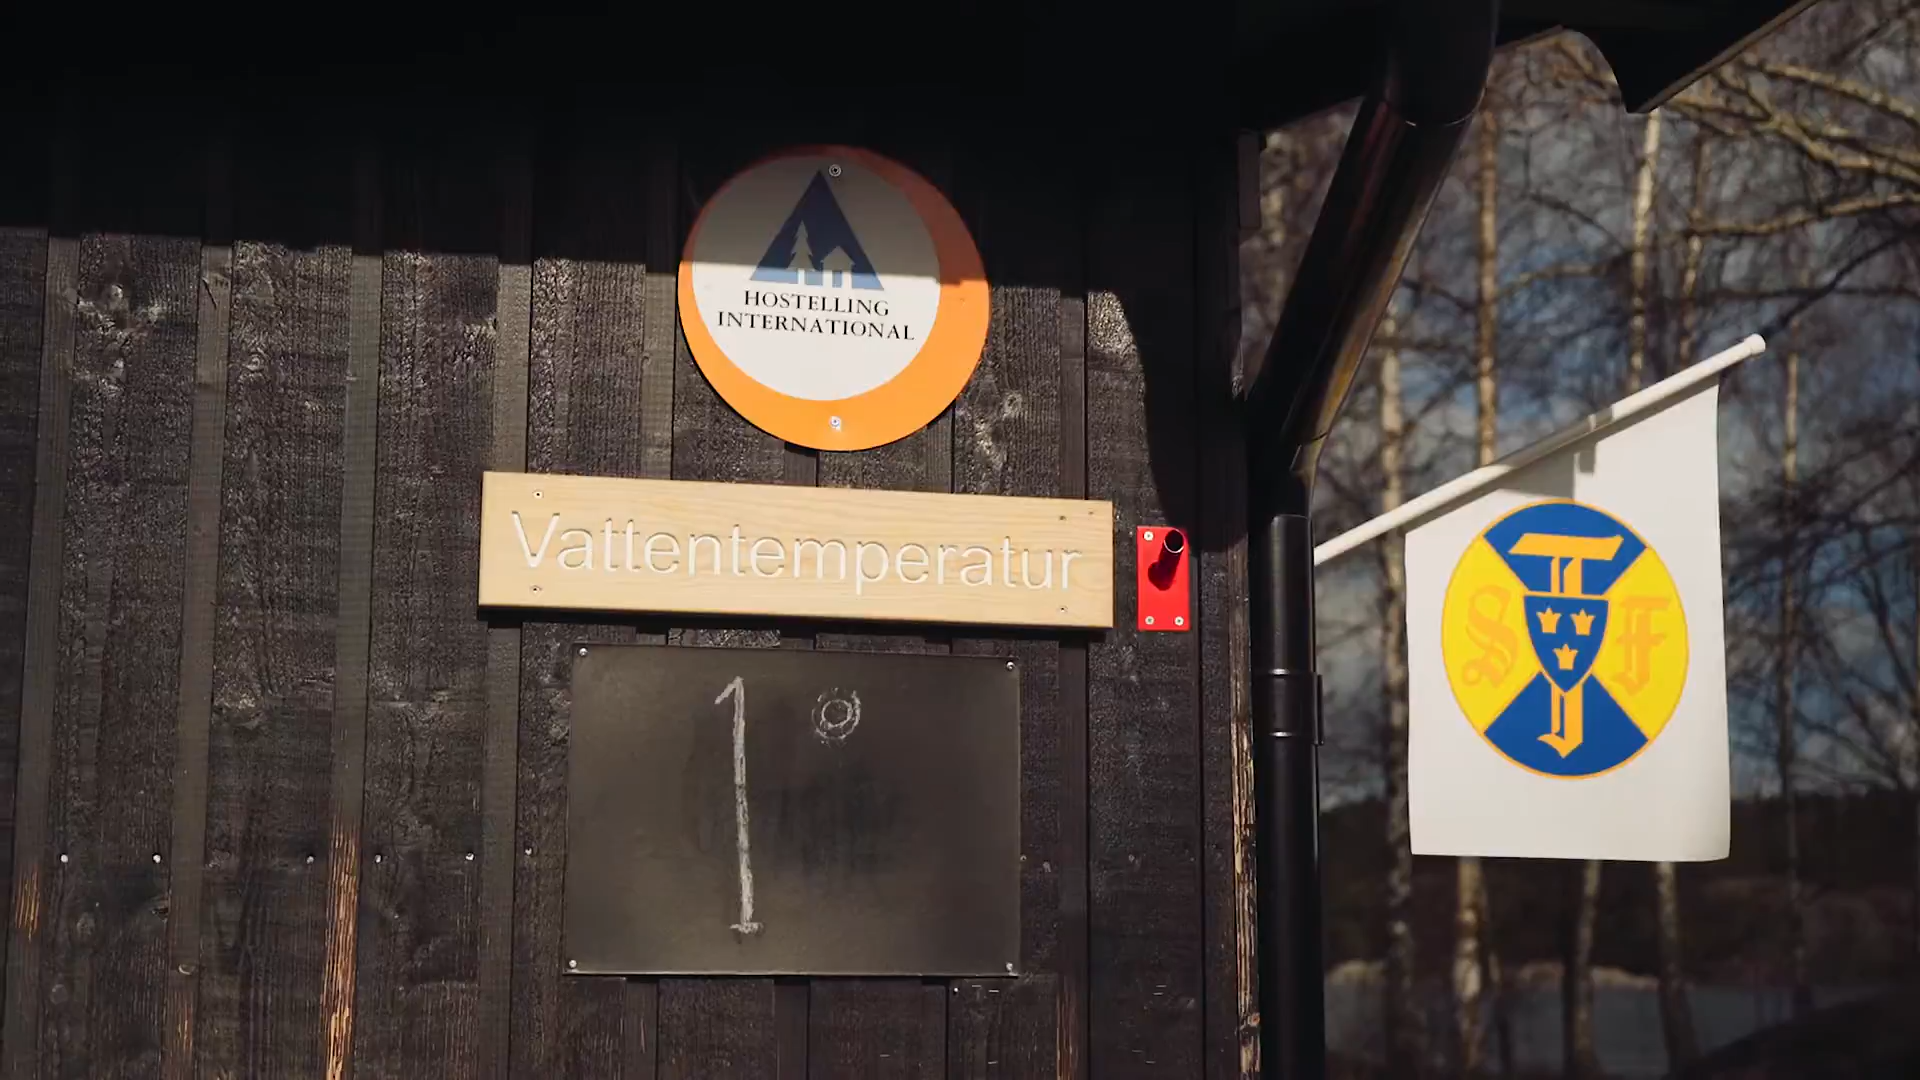 HOSTELLING
INTERNATIONAL
Vattentemperatur
1°
S T F